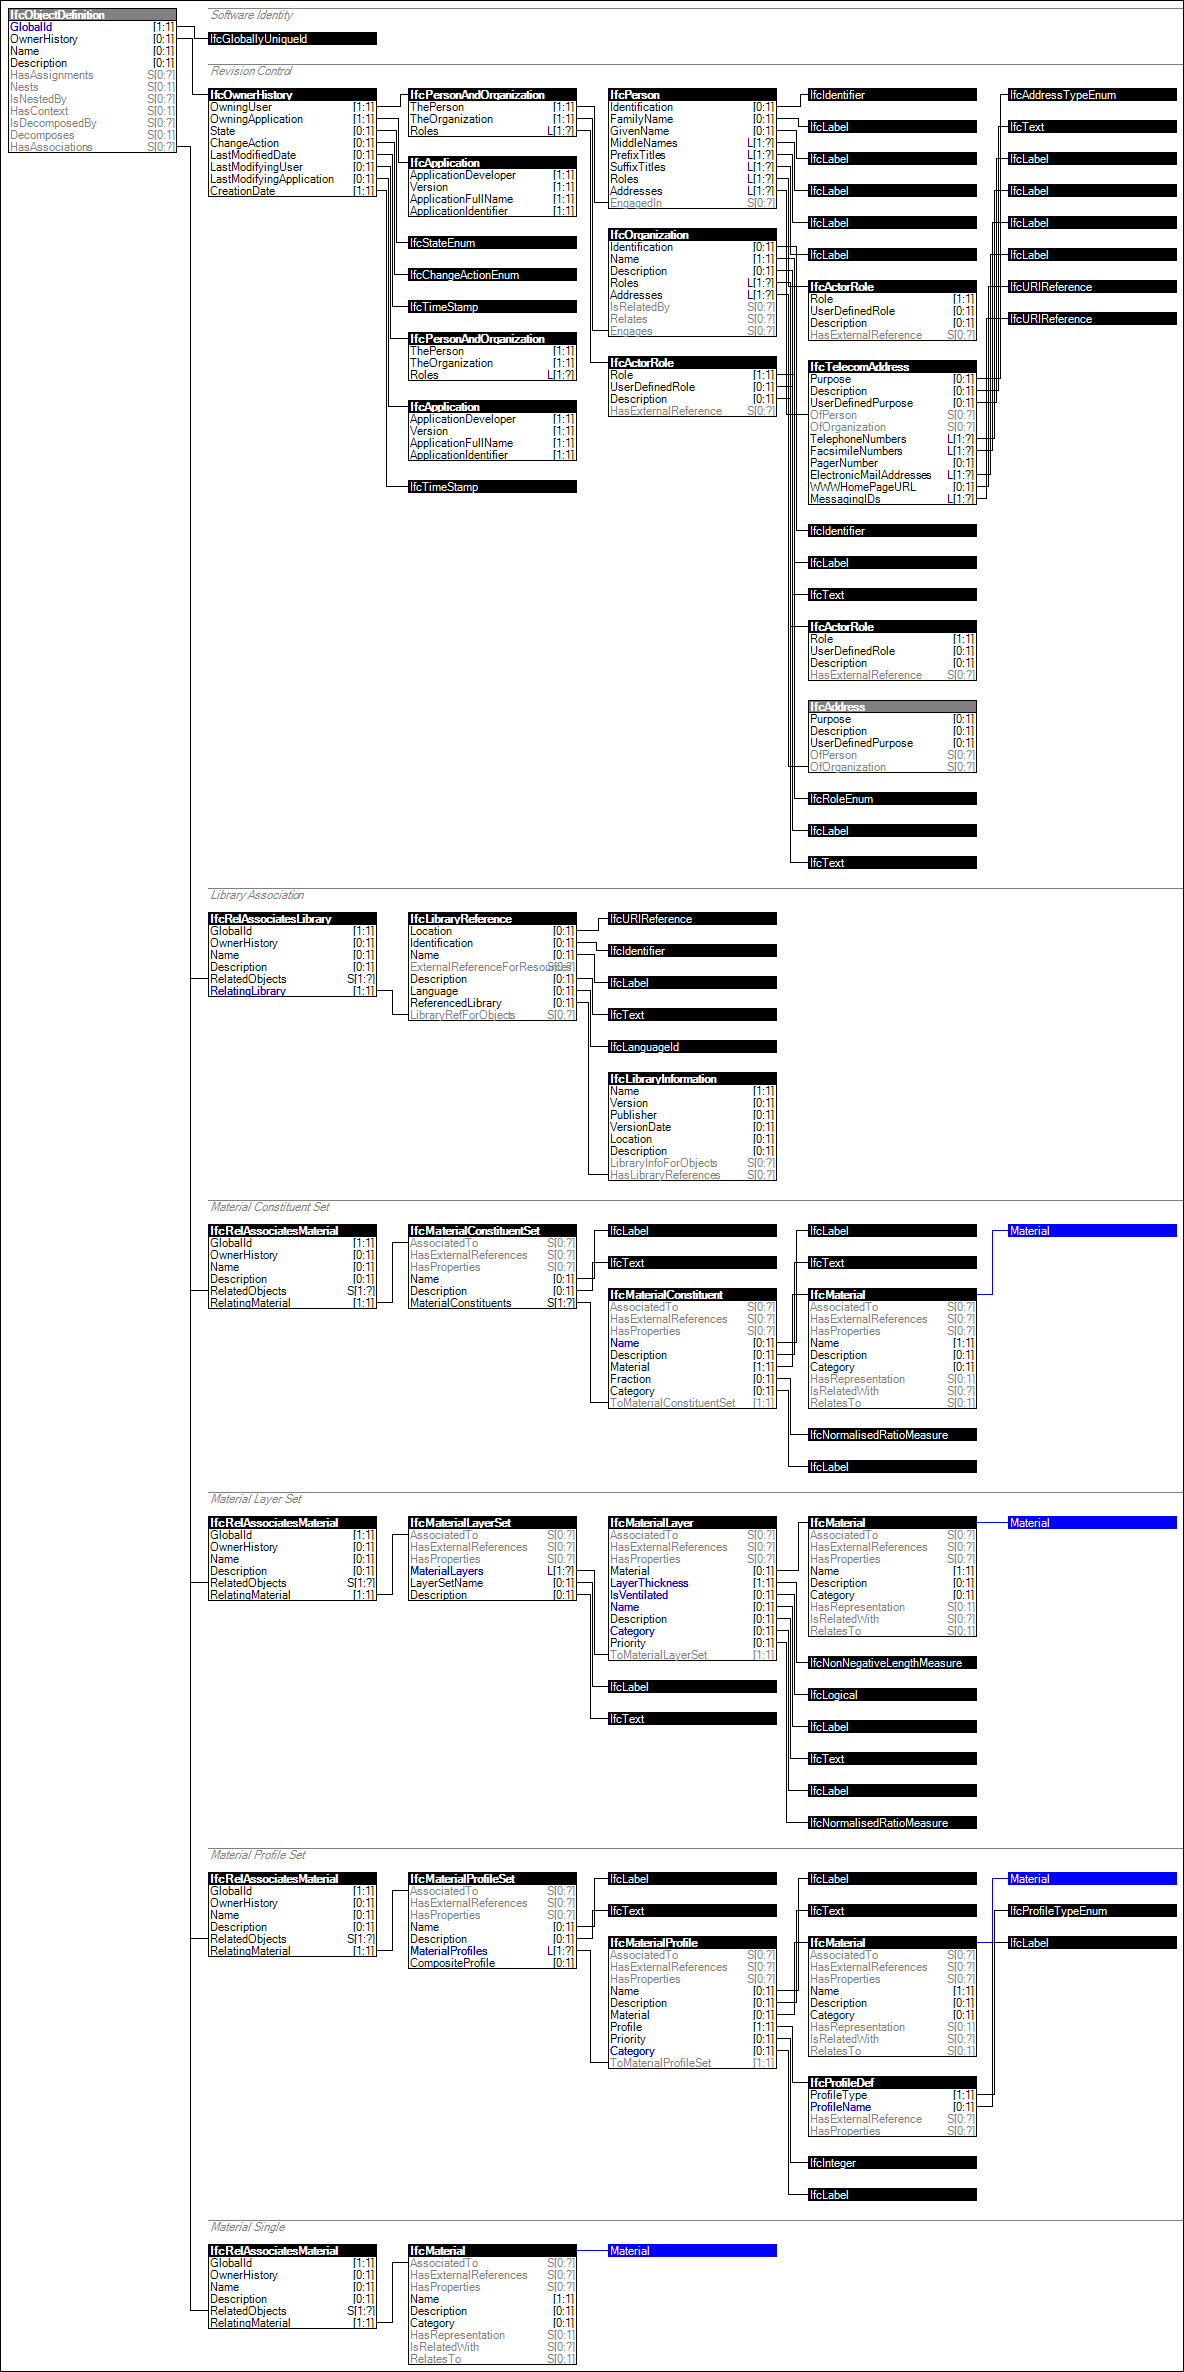 IfcObjectDefinition
GlobalId [1:1]
OwnerHistory [0:1]
Name [0:1]
Description [0:1]
HasAssignments S[0:?]
Nests S[0:1]
IsNestedBy S[0:?]
HasContext S[0:1]
IsDecomposedBy S[0:?]
Decomposes S[0:1]
HasAssociations S[0:?]
Software Identity
IfcGloballyUniqueId
Revision Control
IfcOwnerHistory
OwningUser [1:1]
OwningApplication [1:1]
State [0:1]
ChangeAction [0:1]
LastModifiedDate [0:1]
LastModifyingUser [0:1]
LastModifyingApplication [0:1]
CreationDate [1:1]
IfcPersonAndOrganization
ThePerson [1:1]
TheOrganization [1:1]
Roles L[1:?]
IfcApplication
ApplicationDeveloper [1:1]
Version [1:1]
ApplicationFullName [1:1]
ApplicationIdentifier [1:1]
IfcStateEnum
IfcChangeActionEnum
IfcTimeStamp
IfcPersonAndOrganization
ThePerson [1:1]
TheOrganization [1:1]
Roles L[1:?]
IfcApplication
ApplicationDeveloper [1:1]
Version [1:1]
ApplicationFullName [1:1]
ApplicationIdentifier [1:1]
IfcTimeStamp
IfcPerson
Identification [0:1]
FamilyName [0:1]
GivenName [0:1]
MiddleNames L[1:?]
PrefixTitles L[1:?]
SuffixTitles L[1:?]
Roles L[1:?]
Addresses L[1:?]
EngagedIn S[0:?]
IfcOrganization
Identification [0:1]
Name [1:1]
Description [0:1]
Roles L[1:?]
Addresses L[1:?]
IsRelatedBy S[0:?]
Relates S[0:?]
Engages S[0:?]
IfcActorRole
Role [1:1]
UserDefinedRole [0:1]
Description [0:1]
HasExternalReference S[0:?]
IfcIdentifier
IfcLabel
IfcLabel
IfcLabel
IfcLabel
IfcLabel
IfcActorRole
Role [1:1]
UserDefinedRole [0:1]
Description [0:1]
HasExternalReference S[0:?]
IfcTelecomAddress
Purpose [0:1]
Description [0:1]
UserDefinedPurpose [0:1]
OfPerson S[0:?]
OfOrganization S[0:?]
TelephoneNumbers L[1:?]
FacsimileNumbers L[1:?]
PagerNumber [0:1]
ElectronicMailAddresses L[1:?]
WWWHomePageURL [0:1]
MessagingIDs L[1:?]
IfcIdentifier
IfcLabel
IfcText
IfcActorRole
Role [1:1]
UserDefinedRole [0:1]
Description [0:1]
HasExternalReference S[0:?]
IfcAddress
Purpose [0:1]
Description [0:1]
UserDefinedPurpose [0:1]
OfPerson S[0:?]
OfOrganization S[0:?]
IfcRoleEnum
IfcLabel
IfcText
IfcAddressTypeEnum
IfcText
IfcLabel
IfcLabel
IfcLabel
IfcLabel
IfcURIReference
IfcURIReference
Library Association
IfcRelAssociatesLibrary
GlobalId [1:1]
OwnerHistory [0:1]
Name [0:1]
Description [0:1]
RelatedObjects S[1:?]
RelatingLibrary [1:1]
IfcLibraryReference
Location [0:1]
Identification [0:1]
Name [0:1]
ExternalReferenceForResources S[0:?]
Description [0:1]
Language [0:1]
ReferencedLibrary [0:1]
LibraryRefForObjects S[0:?]
IfcURIReference
IfcIdentifier
IfcLabel
IfcText
IfcLanguageId
IfcLibraryInformation
Name [1:1]
Version [0:1]
Publisher [0:1]
VersionDate [0:1]
Location [0:1]
Description [0:1]
LibraryInfoForObjects S[0:?]
HasLibraryReferences S[0:?]
Material Constituent Set
IfcRelAssociatesMaterial
GlobalId [1:1]
OwnerHistory [0:1]
Name [0:1]
Description [0:1]
RelatedObjects S[1:?]
RelatingMaterial [1:1]
IfcMaterialConstituentSet
AssociatedTo S[0:?]
HasExternalReferences S[0:?]
HasProperties S[0:?]
Name [0:1]
Description [0:1]
MaterialConstituents S[1:?]
IfcLabel
IfcText
IfcMaterialConstituent
AssociatedTo S[0:?]
HasExternalReferences S[0:?]
HasProperties S[0:?]
Name [0:1]
Description [0:1]
Material [1:1]
Fraction [0:1]
Category [0:1]
ToMaterialConstituentSet [1:1]
IfcLabel
IfcText
IfcMaterial
AssociatedTo S[0:?]
HasExternalReferences S[0:?]
HasProperties S[0:?]
Name [1:1]
Description [0:1]
Category [0:1]
HasRepresentation S[0:1]
IsRelatedWith S[0:?]
RelatesTo S[0:1]
IfcNormalisedRatioMeasure
IfcLabel
Material
Material Layer Set
IfcRelAssociatesMaterial
GlobalId [1:1]
OwnerHistory [0:1]
Name [0:1]
Description [0:1]
RelatedObjects S[1:?]
RelatingMaterial [1:1]
IfcMaterialLayerSet
AssociatedTo S[0:?]
HasExternalReferences S[0:?]
HasProperties S[0:?]
MaterialLayers L[1:?]
LayerSetName [0:1]
Description [0:1]
IfcMaterialLayer
AssociatedTo S[0:?]
HasExternalReferences S[0:?]
HasProperties S[0:?]
Material [0:1]
LayerThickness [1:1]
IsVentilated [0:1]
Name [0:1]
Description [0:1]
Category [0:1]
Priority [0:1]
ToMaterialLayerSet [1:1]
IfcLabel
IfcText
IfcMaterial
AssociatedTo S[0:?]
HasExternalReferences S[0:?]
HasProperties S[0:?]
Name [1:1]
Description [0:1]
Category [0:1]
HasRepresentation S[0:1]
IsRelatedWith S[0:?]
RelatesTo S[0:1]
IfcNonNegativeLengthMeasure
IfcLogical
IfcLabel
IfcText
IfcLabel
IfcNormalisedRatioMeasure
Material
Material Profile Set
IfcRelAssociatesMaterial
GlobalId [1:1]
OwnerHistory [0:1]
Name [0:1]
Description [0:1]
RelatedObjects S[1:?]
RelatingMaterial [1:1]
IfcMaterialProfileSet
AssociatedTo S[0:?]
HasExternalReferences S[0:?]
HasProperties S[0:?]
Name [0:1]
Description [0:1]
MaterialProfiles L[1:?]
CompositeProfile [0:1]
IfcLabel
IfcText
IfcMaterialProfile
AssociatedTo S[0:?]
HasExternalReferences S[0:?]
HasProperties S[0:?]
Name [0:1]
Description [0:1]
Material [0:1]
Profile [1:1]
Priority [0:1]
Category [0:1]
ToMaterialProfileSet [1:1]
IfcLabel
IfcText
IfcMaterial
AssociatedTo S[0:?]
HasExternalReferences S[0:?]
HasProperties S[0:?]
Name [1:1]
Description [0:1]
Category [0:1]
HasRepresentation S[0:1]
IsRelatedWith S[0:?]
RelatesTo S[0:1]
IfcProfileDef
ProfileType [1:1]
ProfileName [0:1]
HasExternalReference S[0:?]
HasProperties S[0:?]
IfcInteger
IfcLabel
Material
IfcProfileTypeEnum
IfcLabel
Material Single
IfcRelAssociatesMaterial
GlobalId [1:1]
OwnerHistory [0:1]
Name [0:1]
Description [0:1]
RelatedObjects S[1:?]
RelatingMaterial [1:1]
IfcMaterial
AssociatedTo S[0:?]
HasExternalReferences S[0:?]
HasProperties S[0:?]
Name [1:1]
Description [0:1]
Category [0:1]
HasRepresentation S[0:1]
IsRelatedWith S[0:?]
RelatesTo S[0:1]
Material